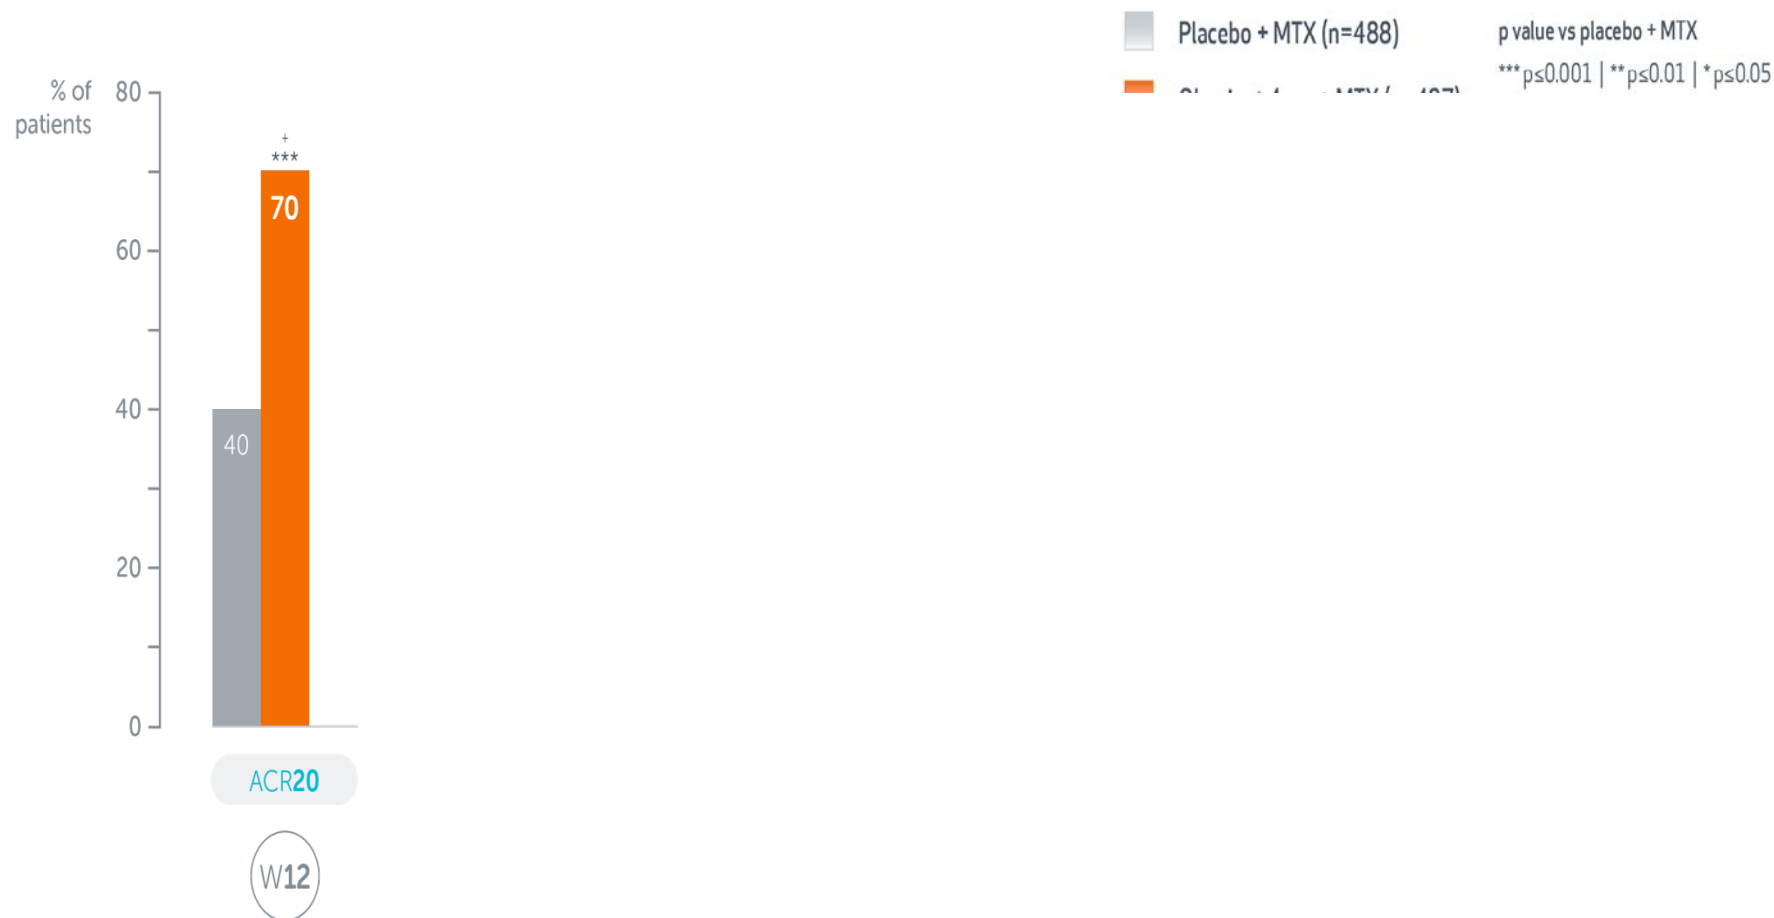 Placebo + MTX (n=488)
p value vs placebo + MTX
***p≤0.001 | **p≤0.01 | *p≤0.05
% of
patients
80
60
40
20
0
+
***
70
40
ACR20
W12